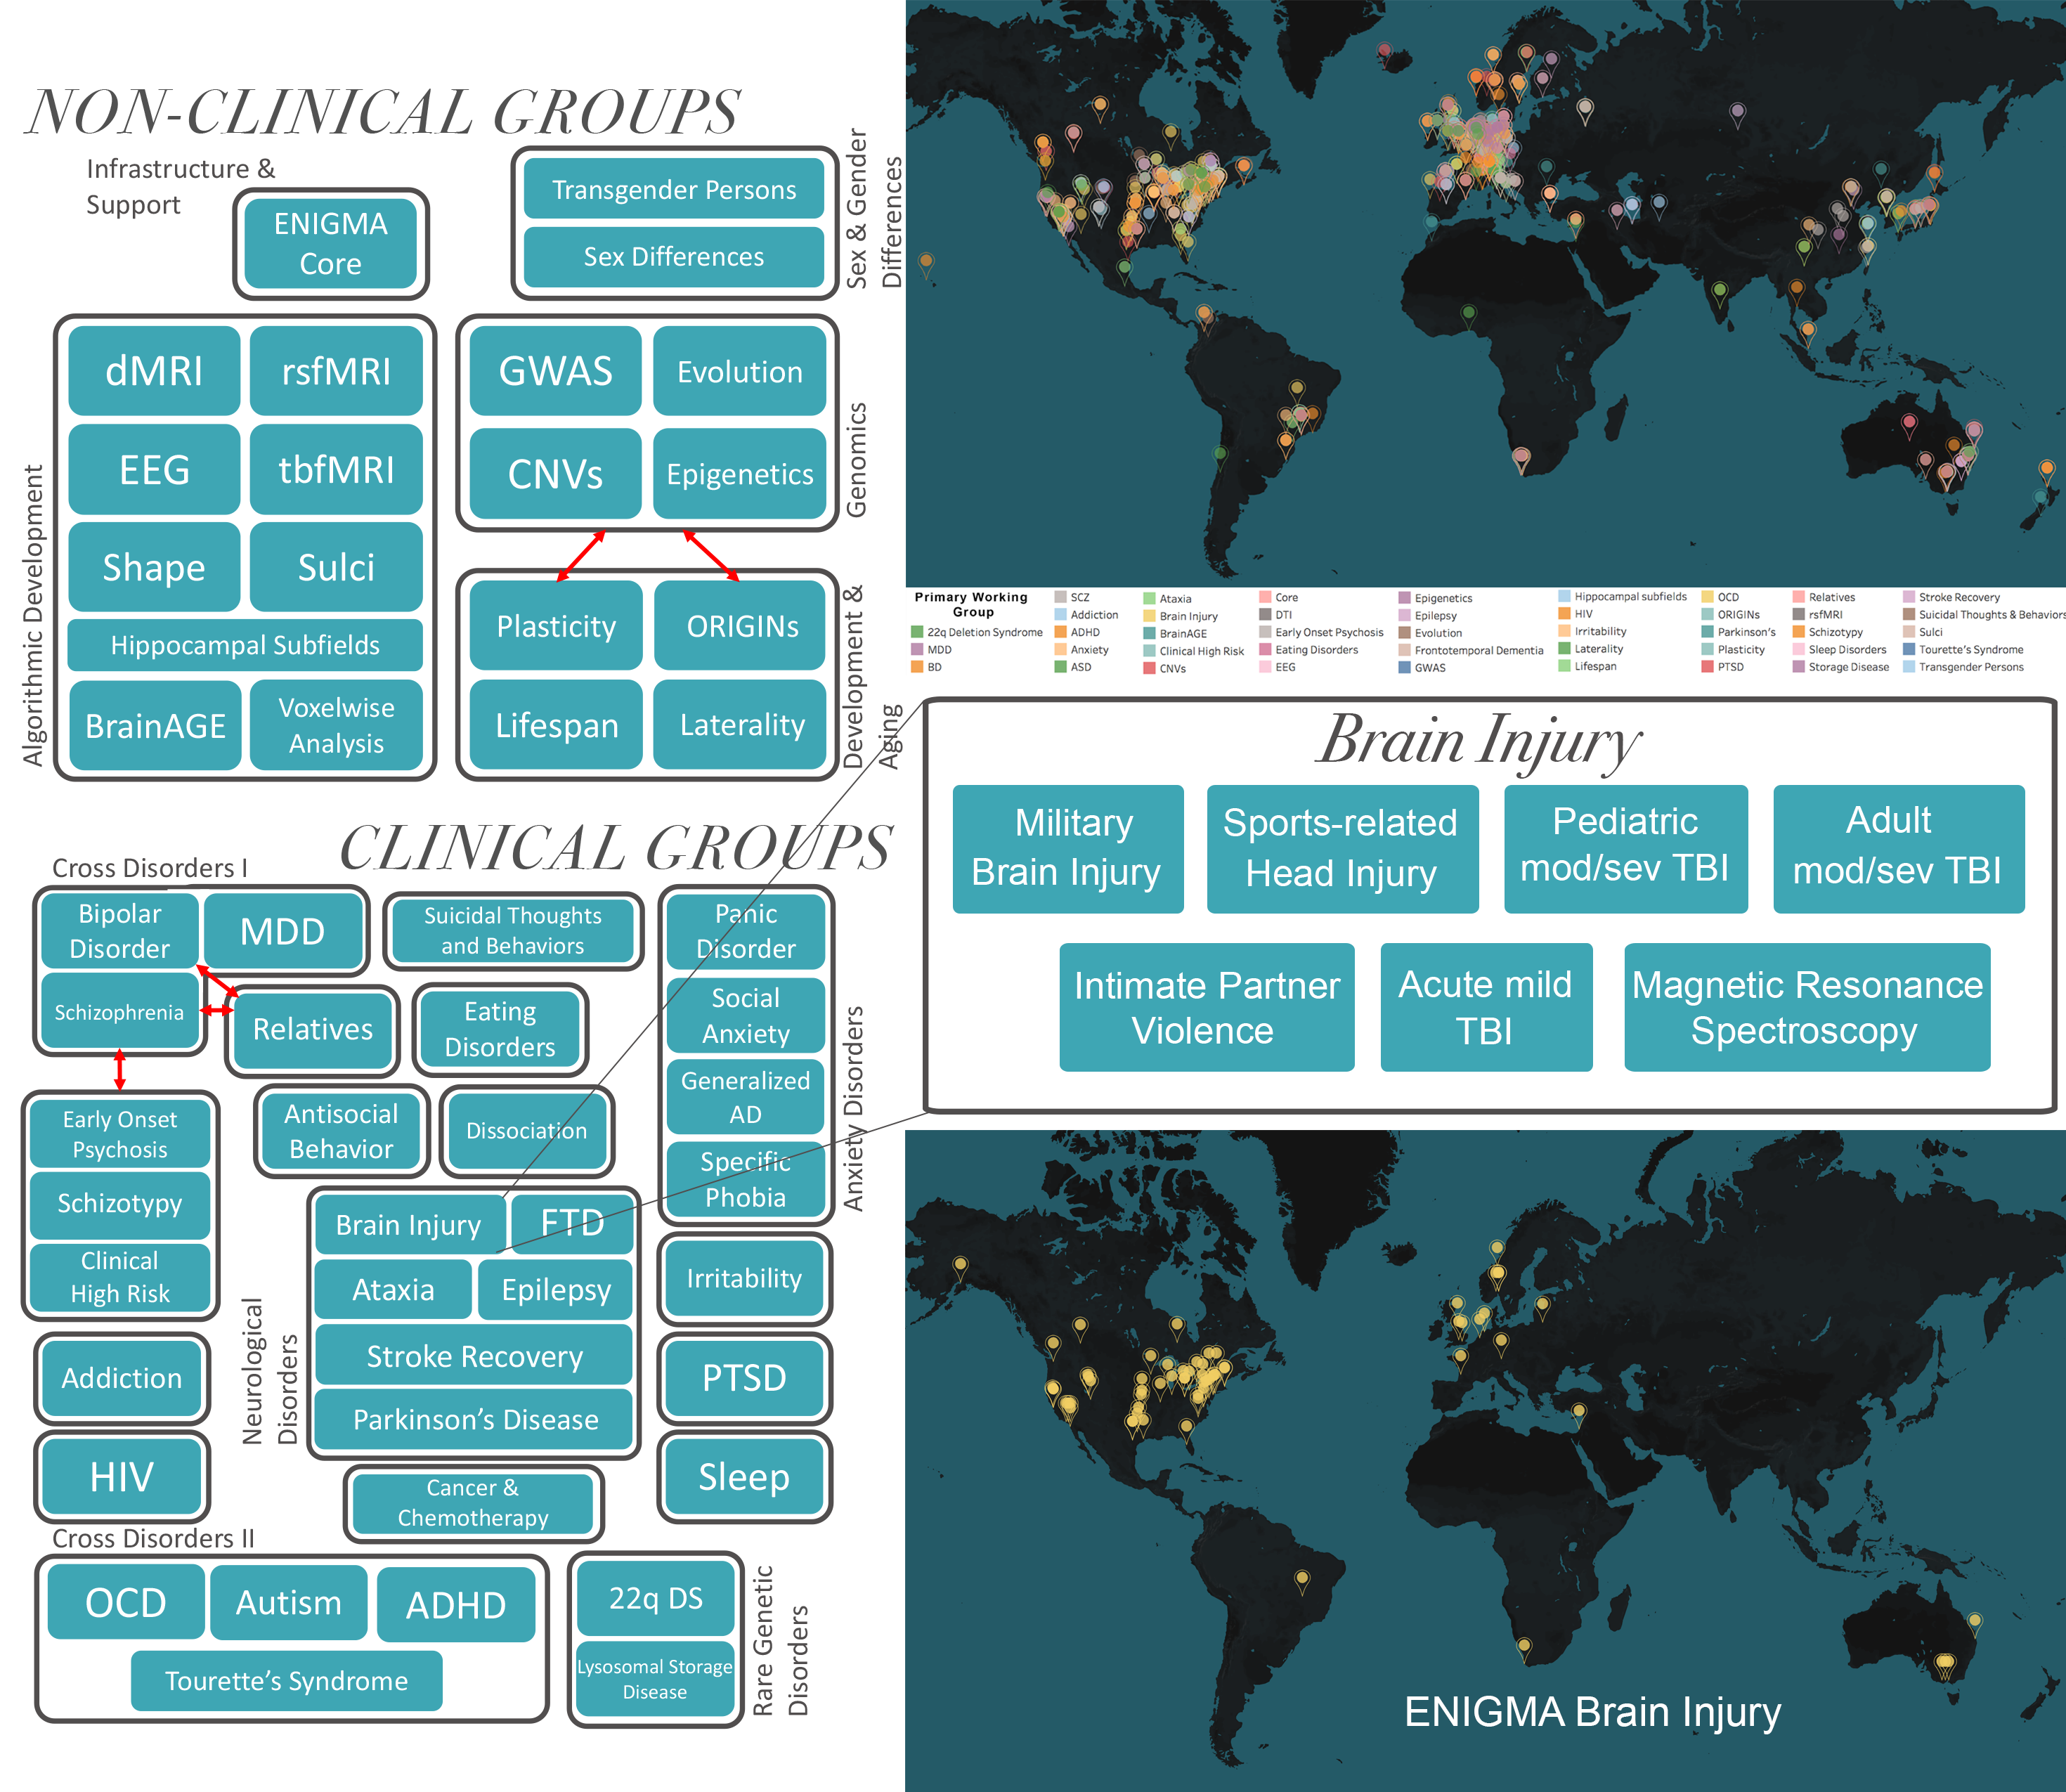 NON-CLINICAL GROUPS
Infrastructure &
Support
ENIGMA
Core
Transgender Persons
Sex Differences
Sex & Gender
Differences
dMRI
rsfMRI
EEG
tbfMRI
Shape
Sulci
Hippocampal Subfields
BrainAGE
Voxelwise
Analysis
Algorithmic Development
GWAS
Evolution
CNVs
Epigenetics
Genomics
Plasticity
ORIGINs
Lifespan
Laterality
Development &
Aging
CLINICAL GROUPS
Cross Disorders I
Bipolar
Disorder
MDD
Schizophrenia
Relatives
Suicidal Thoughts
and Behaviors
Eating
Disorders
Panic
Disorder
Social
Anxiety
Generalized
AD
Specific
Phobia
Anxiety Disorders
Early Onset
Psychosis
Schizotypy
Clinical
High Risk
Antisocial
Behavior
Dissociation
Brain Injury
FTD
Ataxia
Epilepsy
Stroke Recovery
Parkinson's Disease
Neurological
Disorders
Irritability
PTSD
Sleep
Addiction
HIV
Cancer &
Chemotherapy
Cross Disorders II
OCD
Autism
ADHD
Tourette's Syndrome
22q DS
Lysosomal Storage
Disease
Rare Genetic
Disorders
Primary Working
Group
22q Deletion Syndrome
MDD
BD
SCZ
Addiction
ADHD
Anxiety
ASD
Ataxia
Brain Injury
BrainAGE
Clinical High Risk
CNVs
Core
DTI
Early Onset Psychosis
Eating Disorders
EEG
Epigenetics
Epilepsy
Evolution
Frontotemporal Dementia
GWAS
Hippocampal subfields
HIV
Irritability
Laterality
Lifespan
OCD
ORIGINs
Parkinson's
Plasticity
PTSD
Relatives
rsfMRI
Schizotypy
Sleep Disorders
Storage Disease
Stroke Recovery
Suicidal Thoughts & Behaviors
Sulci
Tourette's Syndrome
Transgender Persons
Brain Injury
Military
Brain Injury
Sports-related
Head Injury
Pediatric
mod/sev TBI
Adult
mod/sev TBI
Intimate Partner
Violence
Acute mild
TBI
Magnetic Resonance
Spectroscopy
ENIGMA Brain Injury